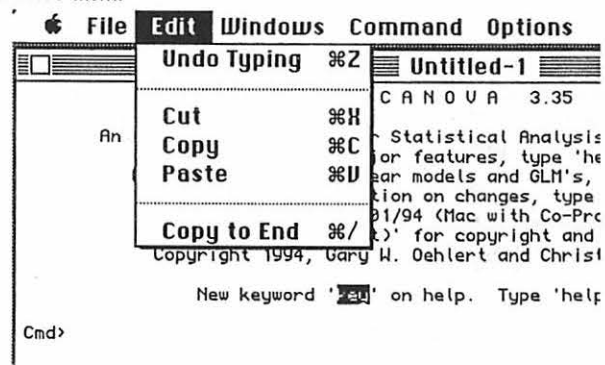 File Edit Windows Command Options
Undo Typing ⌘Z Untitled-1
C A N O V A 3.35
Cut ⌘X
An Statistical Analysis
Copy ⌘C
or features, type 'he
Paste ⌘V ear models and GLM's,
tion on changes, type
01/94 (Mac with Co-Pro
Copy to End ⌘/ t)' for copyright and
Copyright 1994, Gary W. Oehlert and Christ
New keyword 'key' on help. Type 'help
Cmd>